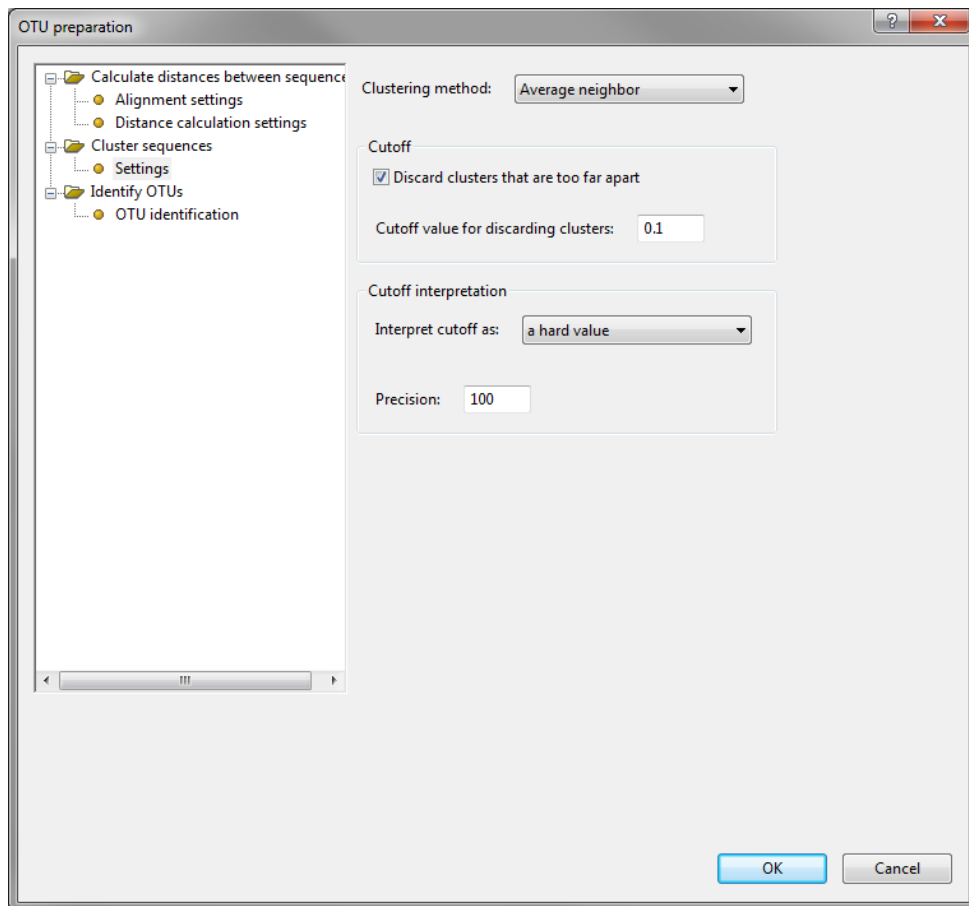 OTU preparation
Calculate distances between sequence
Alignment settings
Distance calculation settings
Cluster sequences
Settings
Identify OTUs
OTU identification
Clustering method: Average neighbor
Cutoff
Discard clusters that are too far apart
Cutoff value for discarding clusters: 0.1
Cutoff interpretation
Interpret cutoff as: a hard value
Precision: 100
OK Cancel